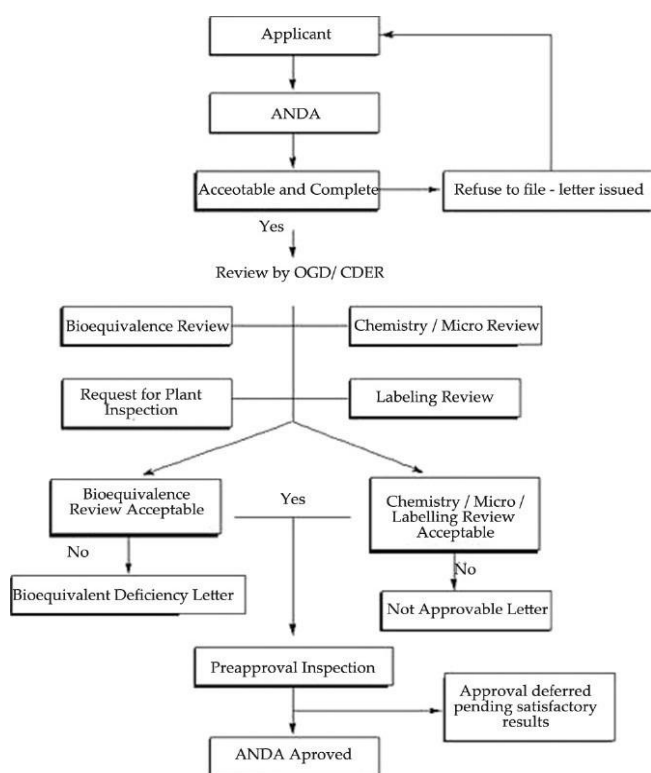 Applicant
ANDA
Acceotable and Complete
Refuse to file - letter issued
Yes
Review by OGD/ CDER
Bioequivalence Review
Chemistry / Micro Review
Request for Plant
Inspection
Labeling Review
Bioequivalence
Review Acceptable
Yes
Chemistry / Micro /
Labelling Review
Acceptable
No
No
Bioequivalent Deficiency Letter
Not Approvable Letter
Preapproval Inspection
Approval deferred
pending satisfactory
results
ANDA Aproved